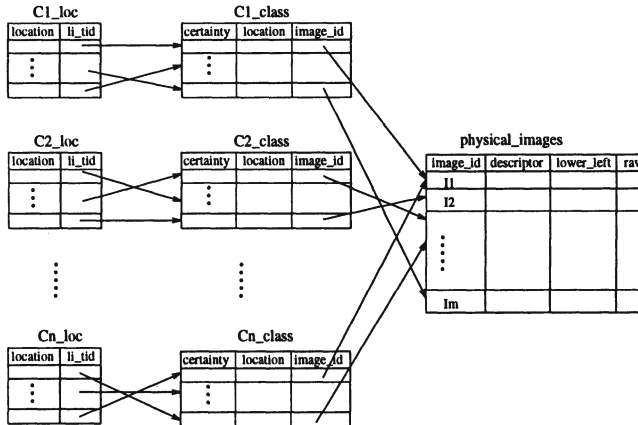 C1_loc
location li_tid
C1_class
certainty location image_id
C2_loc
location li_tid
C2_class
certainty location image_id
physical_images
image_id descriptor lower_left raw
I1
I2
Im
Cn_loc
location li_tid
Cn_class
certainty location image_id